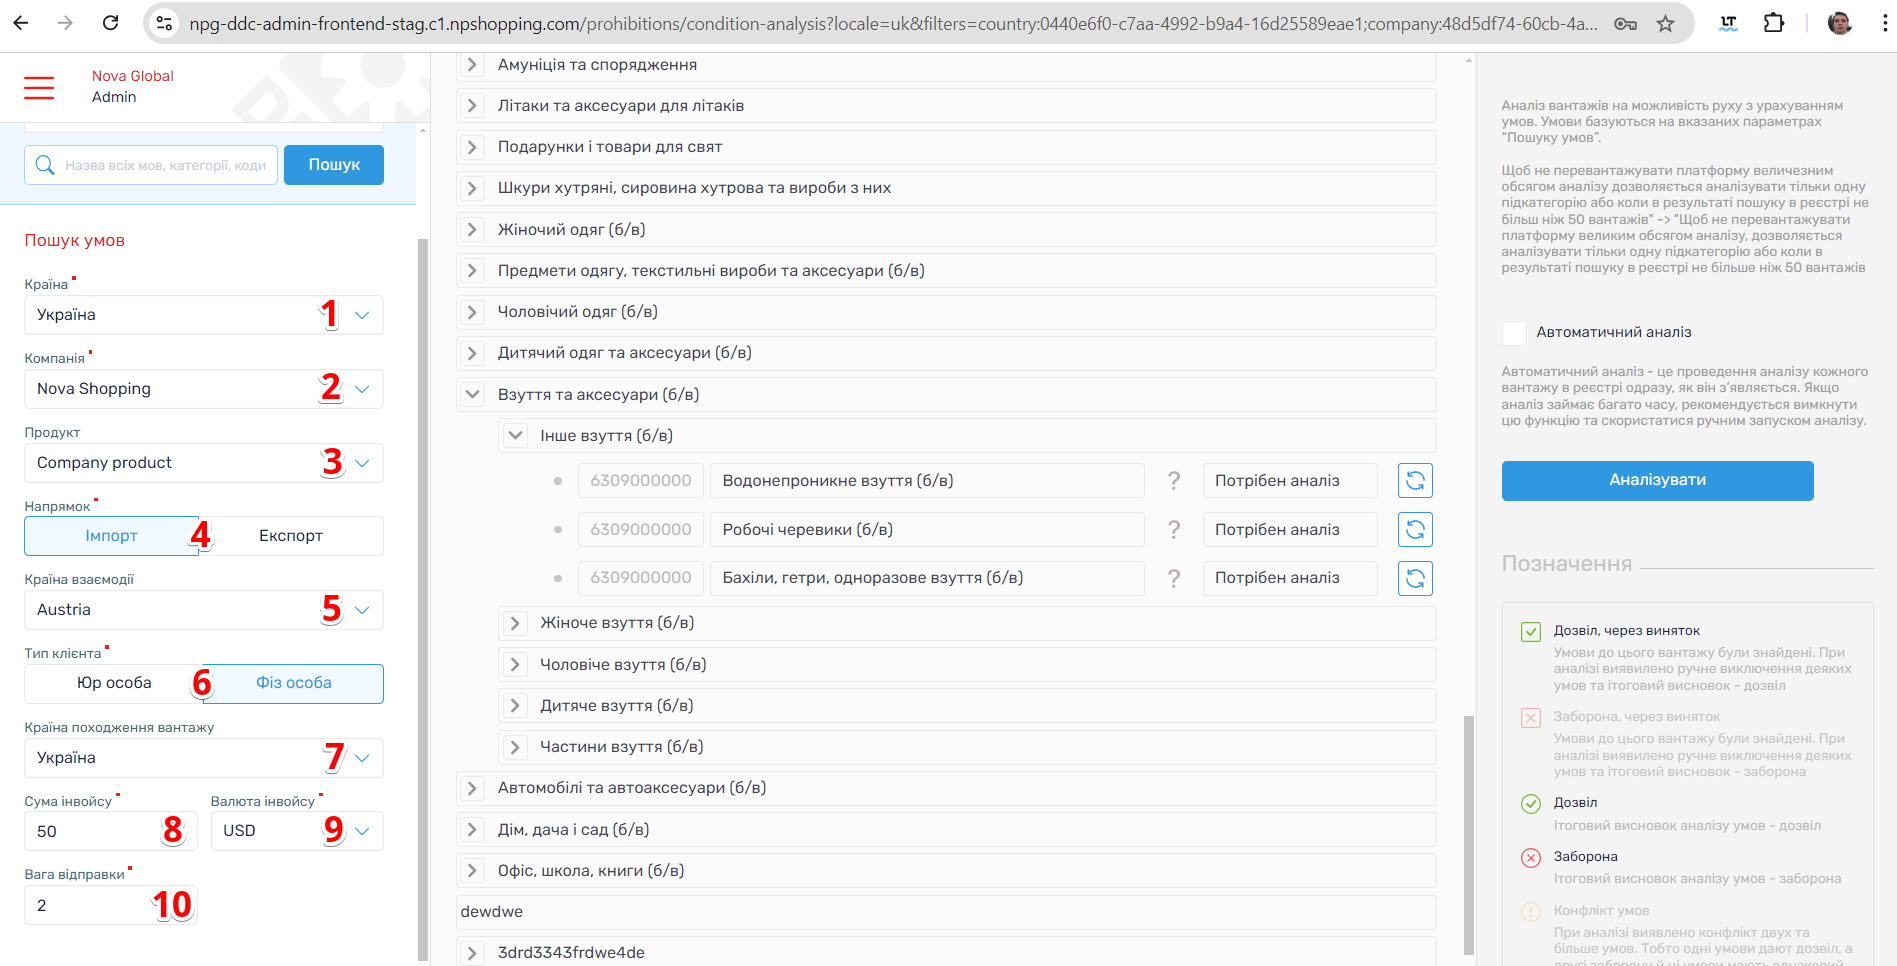 npg-ddc-admin-frontend-stag.c1.npshopping.com/prohibitions/condition-analysis?locale=uk&filters=country:0440e6f0-c7aa-4992-b9a4-16d25589eae1;company:48d5df74-60cb-4a...
LT
Nova Global
Admin
Назва всіх мов, категорії, коди
Пошук
Пошук умов
Країна
Україна
1
Компанія
Nova Shopping
2
Продукт
Company product
3
Напрямок
Імпорт
4
Експорт
Країна взаємодії
Austria
5
Тип клієнта
Юр особа
6
Фіз особа
Країна походження вантажу
Україна
7
Сума інвойсу
Валюта інвойсу
50
8
USD
9
Вага відправки
2
10
Амуніція та спорядження
Літаки та аксесуари для літаків
Подарунки і товари для свят
Шкури хутряні, сировина хутрова та вироби з них
Жіночий одяг (б/в)
Предмети одягу, текстильні вироби та аксесуари (б/в)
Чоловічий одяг (б/в)
Дитячий одяг та аксесуари (б/в)
Взуття та аксесуари (б/в)
Інше взуття (б/в)
6309000000 Водонепроникне взуття (б/в) ? Потрібен аналіз
6309000000 Робочі черевики (б/в) ? Потрібен аналіз
6309000000 Бахіли, гетри, одноразове взуття (б/в) ? Потрібен аналіз
Жіноче взуття (б/в)
Чоловіче взуття (б/в)
Дитяче взуття (б/в)
Частини взуття (б/в)
Автомобілі та автоаксесуари (б/в)
Дім, дача і сад (б/в)
Офіс, школа, книги (б/в)
dewdwe
3drd3343frdwe4de
Аналіз вантажів на можливість руху з урахуванням
умов. Умови базуються на вказаних параметрах
“Пошуку умов”.
Щоб не перевантажувати платформу величезним
обсягом аналізу дозволяється аналізувати тільки одну
підкатегорію або коли в результаті пошуку в реєстрі не
більш ніж 50 вантажів" -> "Щоб не перевантажувати
платформу великим обсягом аналізу, дозволяється
аналізувати тільки одну підкатегорію або коли в
результаті пошуку в реєстрі не більше ніж 50 вантажів
Автоматичний аналіз
Автоматичний аналіз - це проведення аналізу кожного
вантажу в реєстрі одразу, як він з’являється. Якщо
аналіз займає багато часу, рекомендується вимкнути
цю функцію та скористатися ручним запуском аналізу.
Аналізувати
Позначення
Дозвіл, через виняток
Умови до цього вантажу були знайдені. При
аналізі виявлено ручне виключення деяких
умов та ітоговий висновок - дозвіл
Заборона, через виняток
Умови до цього вантажу були знайдені. При
аналізі виявлено ручне виключення деяких
умов та ітоговий висновок - заборона
Дозвіл
Ітоговий висновок аналізу умов - дозвіл
Заборона
Ітоговий висновок аналізу умов - заборона
Конфлікт умов
При аналізі виявлено конфлікт двух та
більше умов. Тобто одні умови дають дозвіл, а